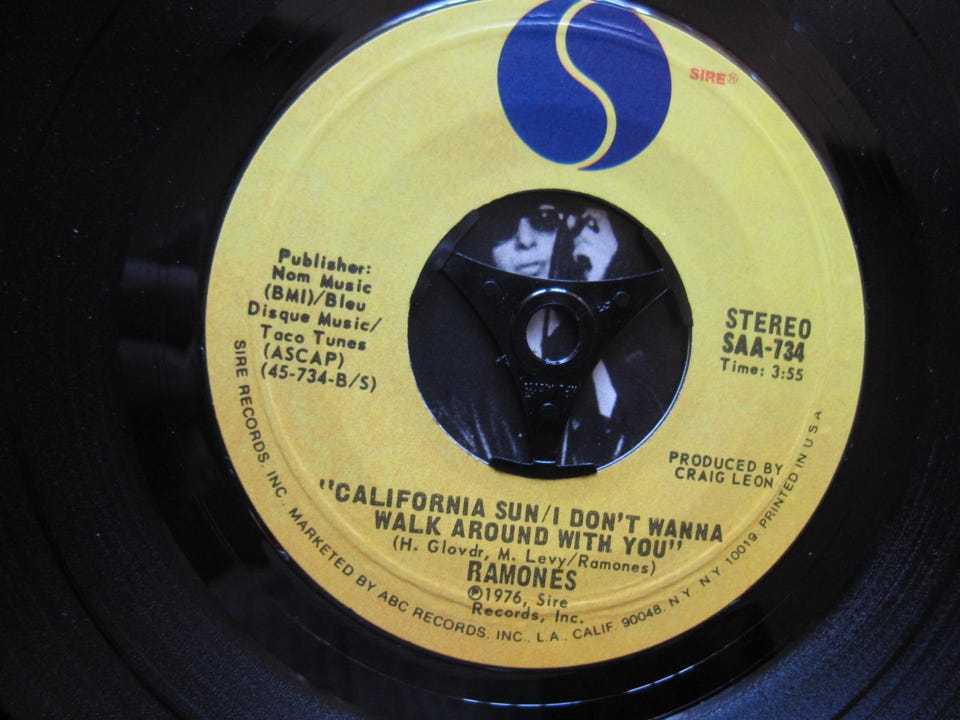 SIRE®
Publisher:
Nom Music
(BMI)/Bleu
Disque Music/
Taco Tunes
(ASCAP)
(45-734-B/S)
STEREO
SAA-734
Time: 3:55
PRODUCED BY
CRAIG LEON
"CALIFORNIA SUN/I DON'T WANNA
WALK AROUND WITH YOU"
(H. Glovdr, M. Levy/Ramones)
RAMONES
℗1976, Sire
Records, Inc.
SIRE RECORDS, INC., MARKETED BY ABC RECORDS, INC., L.A., CALIF. 90048. N.Y. N.Y. 10019. PRINTED IN U S A